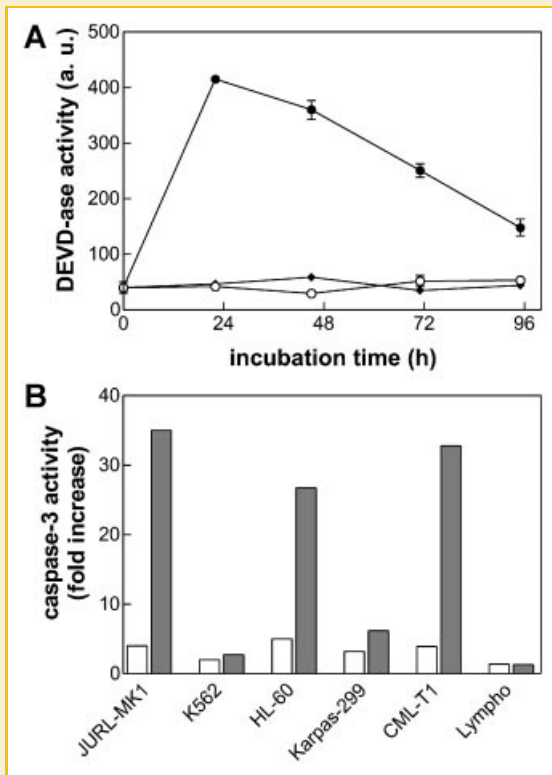 A
500
400
300
200
100
0
DEVD-ase activity (a. u.)
0 24 48 72 96
incubation time (h)
B
40
30
20
10
0
caspase-3 activity
(fold increase)
JURL-MK1
K562
HL-60
Karpas-299
CML-T1
Lympho